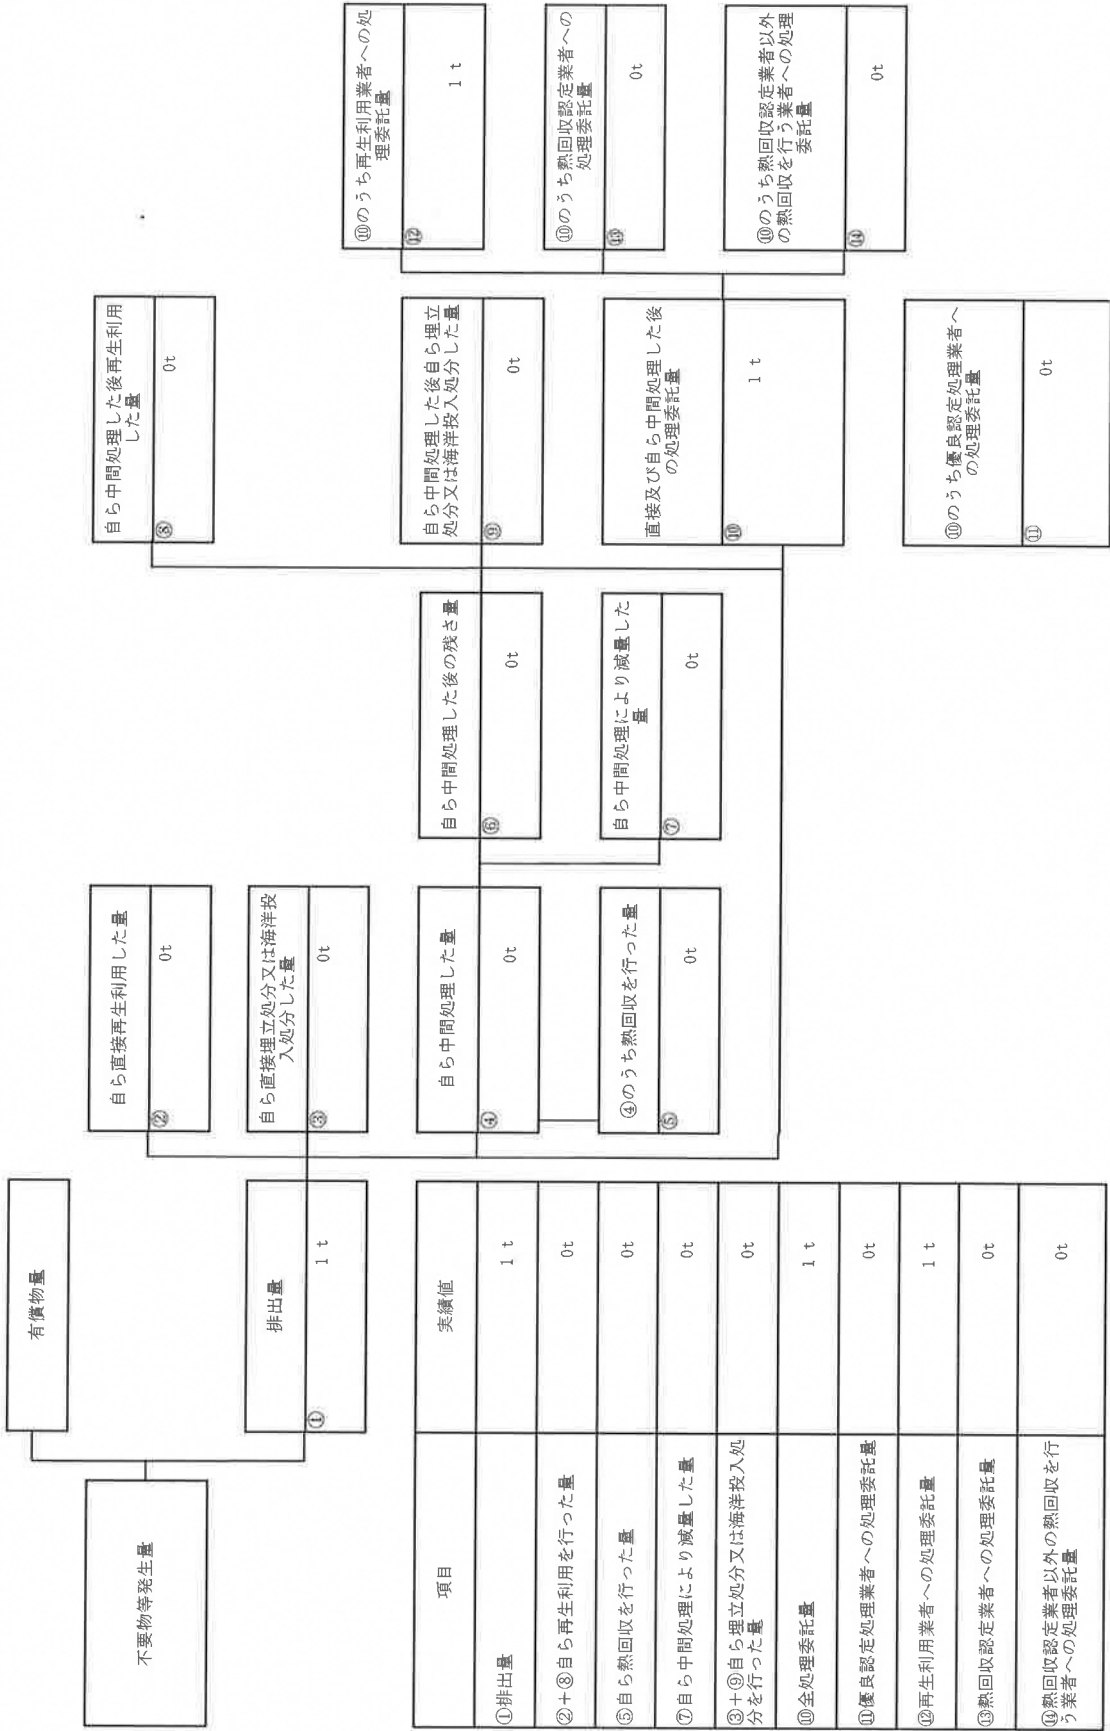 不要物等発生量
有償物量
排出量
① 1 t
自ら直接再生利用した量
② 0t
自ら直接埋立処分又は海洋投
入処分した量
③ 0t
自ら中間処理した量
④ 0t
④のうち熱回収を行った量
⑤ 0t
自ら中間処理した後の残さ量
⑥ 0t
自ら中間処理により減量した
量
⑦ 0t
自ら中間処理した後再生利用
した量
⑧ 0t
自ら中間処理した後自ら埋立
処分又は海洋投入処分した量
⑨ 0t
直接及び自ら中間処理した後
の処理委託量
⑩ 1 t
⑩のうち優良認定処理業者へ
の処理委託量
⑪ 0t
⑩のうち再生利用業者への処
理委託量
⑫ 1 t
⑩のうち熱回収認定業者への
処理委託量
⑬ 0t
⑩のうち熱回収認定業者以外
の熱回収を行う業者への処理
委託量
⑭ 0t
項目 実績値
①排出量 1 t
②+⑧自ら再生利用を行った量 0t
⑤自ら熱回収を行った量 0t
⑦自ら中間処理により減量した量 0t
③+⑨自ら埋立処分又は海洋投入処
分を行った量 0t
⑩全処理委託量 1 t
⑪優良認定処理業者への処理委託量 0t
⑫再生利用業者への処理委託量 1 t
⑬熱回収認定業者への処理委託量 0t
⑭熱回収認定業者以外の熱回収を行
う業者への処理委託量 0t